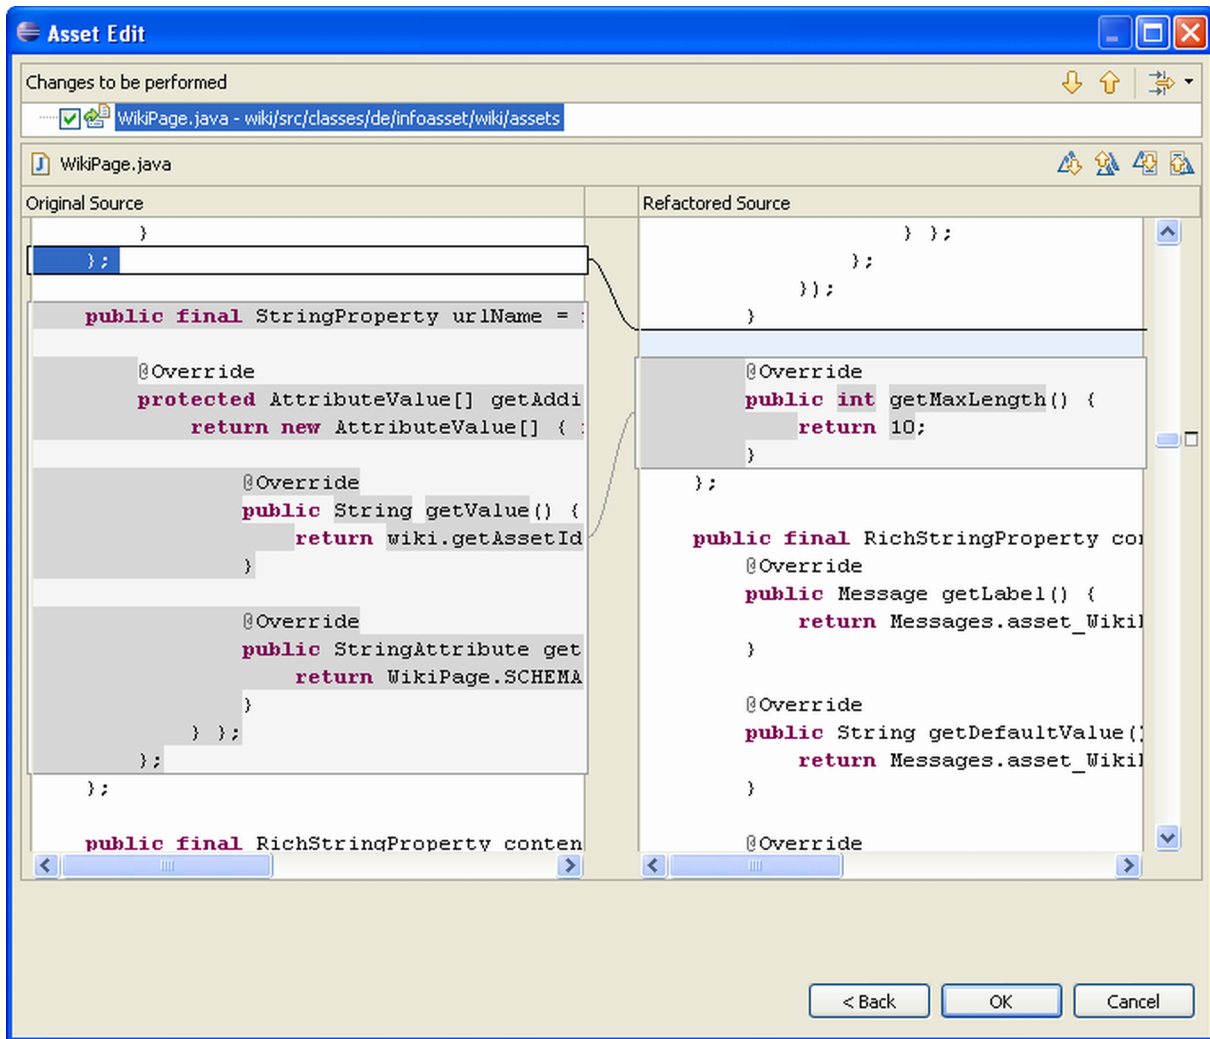 Asset Edit
Changes to be performed
WikiPage.java - wiki/src/classes/de/infoasset/wiki/assets
WikiPage.java
Original Source
}
};
public final StringProperty urlName =
@Override
protected AttributeValue[] getAddi
return new AttributeValue[] {
@Override
public String getValue() {
return wiki.getAssetId
}
@Override
public StringAttribute get
return WikiPage.SCHEMA
}
} };
};
};
public final RichStringProperty conten
Refactored Source
} };
};
});
}
@Override
public int getMaxLength() {
return 10;
}
};
public final RichStringProperty con
@Override
public Message getLabel() {
return Messages.asset_Wiki
}
@Override
public String getDefaultValue()
return Messages.asset_Wiki
}
@Override
< Back
OK
Cancel